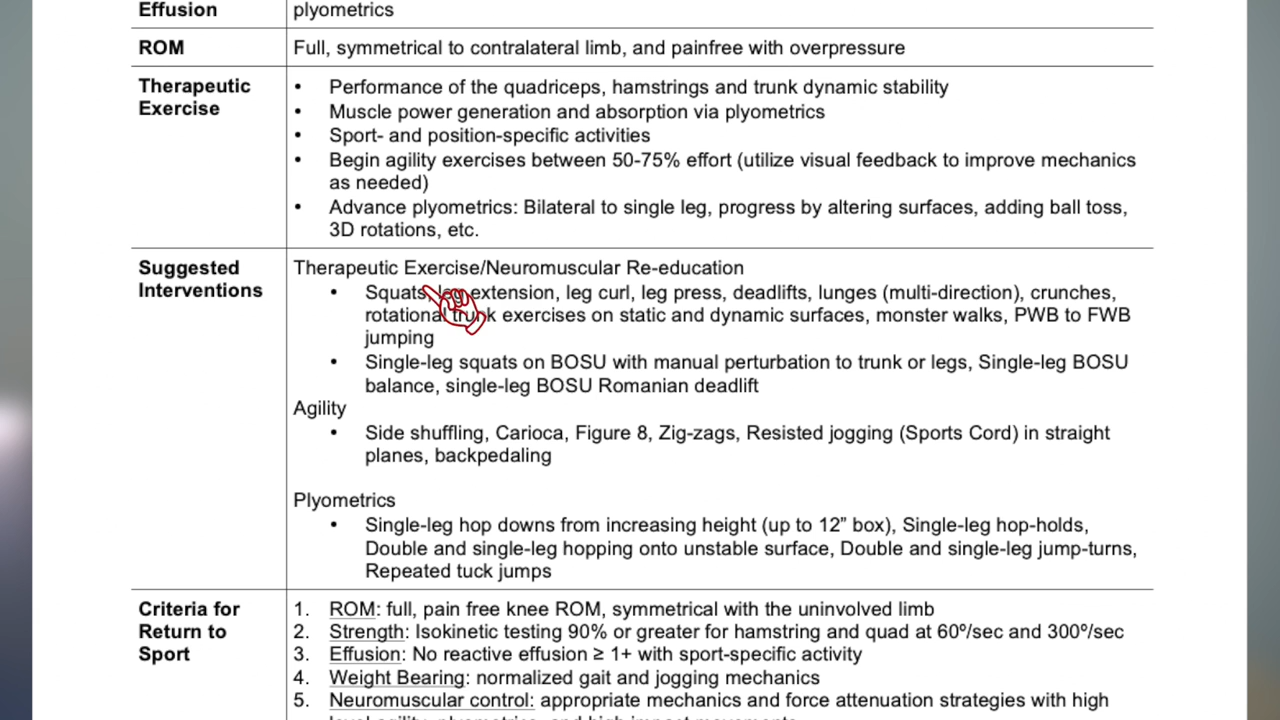 Effusion plyometrics
ROM Full, symmetrical to contralateral limb, and painfree with overpressure
Therapeutic Exercise
• Performance of the quadriceps, hamstrings and trunk dynamic stability
• Muscle power generation and absorption via plyometrics
• Sport- and position-specific activities
• Begin agility exercises between 50-75% effort (utilize visual feedback to improve mechanics
as needed)
• Advance plyometrics: Bilateral to single leg, progress by altering surfaces, adding ball toss,
3D rotations, etc.
Suggested Interventions
Therapeutic Exercise/Neuromuscular Re-education
• Squats, leg extension, leg curl, leg press, deadlifts, lunges (multi-direction), crunches,
rotational trunk exercises on static and dynamic surfaces, monster walks, PWB to FWB
jumping
• Single-leg squats on BOSU with manual perturbation to trunk or legs, Single-leg BOSU
balance, single-leg BOSU Romanian deadlift
Agility
• Side shuffling, Carioca, Figure 8, Zig-zags, Resisted jogging (Sports Cord) in straight
planes, backpedaling
Plyometrics
• Single-leg hop downs from increasing height (up to 12” box), Single-leg hop-holds,
Double and single-leg hopping onto unstable surface, Double and single-leg jump-turns,
Repeated tuck jumps
Criteria for Return to Sport
1. ROM: full, pain free knee ROM, symmetrical with the uninvolved limb
2. Strength: Isokinetic testing 90% or greater for hamstring and quad at 60º/sec and 300º/sec
3. Effusion: No reactive effusion ≥ 1+ with sport-specific activity
4. Weight Bearing: normalized gait and jogging mechanics
5. Neuromuscular control: appropriate mechanics and force attenuation strategies with high
level agility, plyometrics, and high impact movements